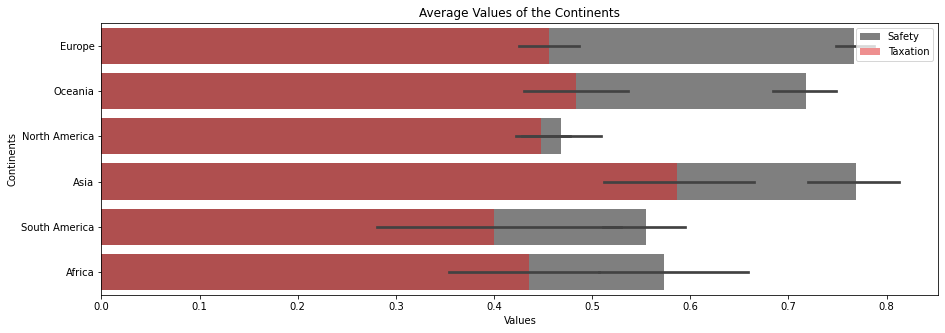 Average Values of the Continents
Safety
Taxation
Continents
Europe
Oceania
North America
Asia
South America
Africa
0.0 0.1 0.2 0.3 0.4 0.5 0.6 0.7 0.8
Values